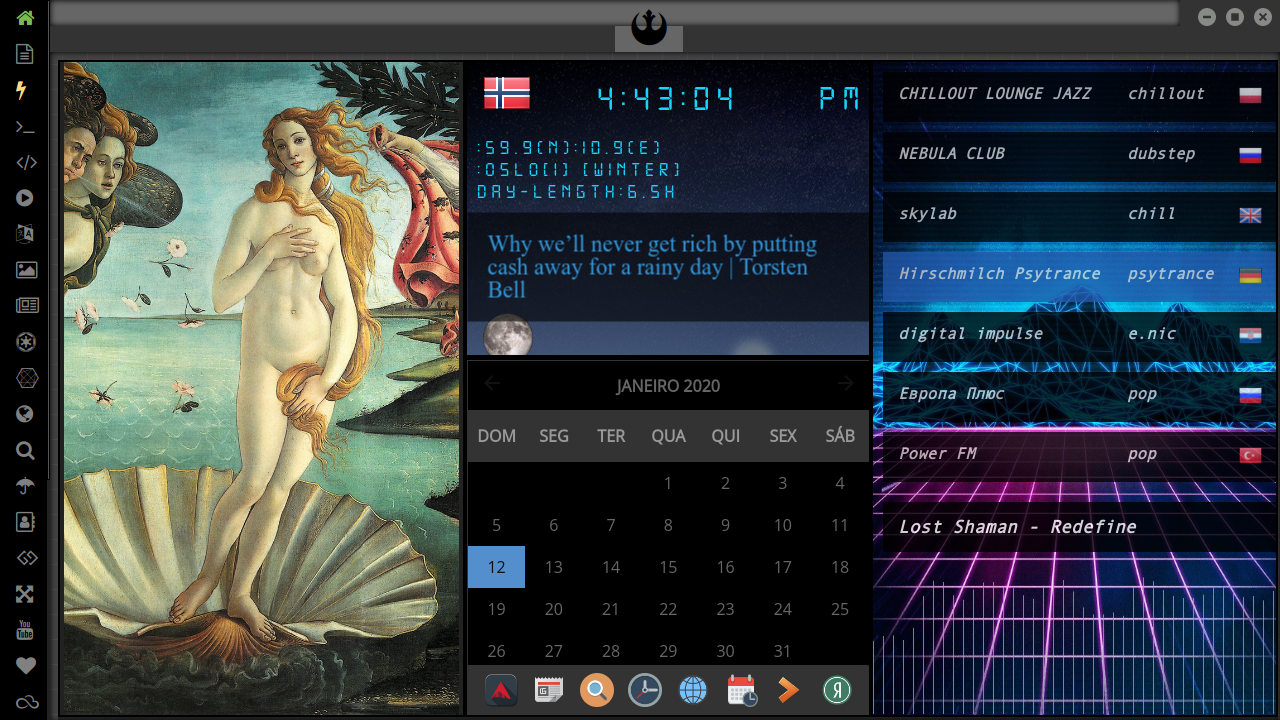 4:43:04 PM
:59.9(N):10.9(E)
:OSLO(1) (WINTER)
DAY-LENGTH:6.5H
Why we’ll never get rich by putting
cash away for a rainy day | Torsten
Bell
JANEIRO 2020
DOM SEG TER QUA QUI SEX SÁB
1 2 3 4
5 6 7 8 9 10 11
12 13 14 15 16 17 18
19 20 21 22 23 24 25
26 27 28 29 30 31
CHILLOUT LOUNGE JAZZ chillout
NEBULA CLUB dubstep
skylab chill
Hirschmilch Psytrance psytrance
digital impulse e.nic
Европа Плюс pop
Power FM pop
Lost Shaman - Redefine
You
Tube